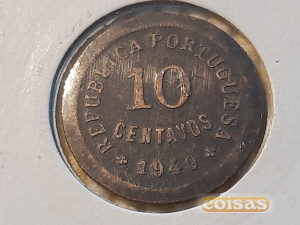 REPUBLICA PORTUGUESA
10
CENTAVOS
* 1940 *
coisas